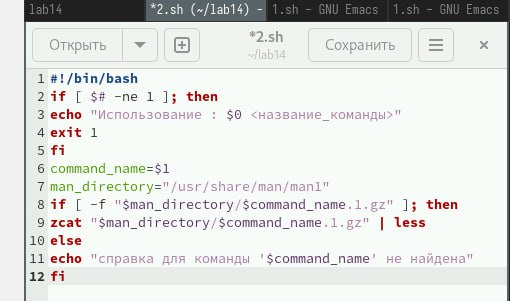 lab14
*2.sh (~/lab14) –
1.sh – GNU Emacs
1.sh – GNU Emacs
Открыть
*2.sh
~/lab14
Сохранить
1 #!/bin/bash
2 if [ $# -ne 1 ]; then
3 echo "Использование : $0 <название_команды>"
4 exit 1
5 fi
6 command_name=$1
7 man_directory="/usr/share/man/man1"
8 if [ -f "$man_directory/$command_name.1.gz" ]; then
9 zcat "$man_directory/$command_name.1.gz" | less
10 else
11 echo "справка для команды '$command_name' не найдена"
12 fi